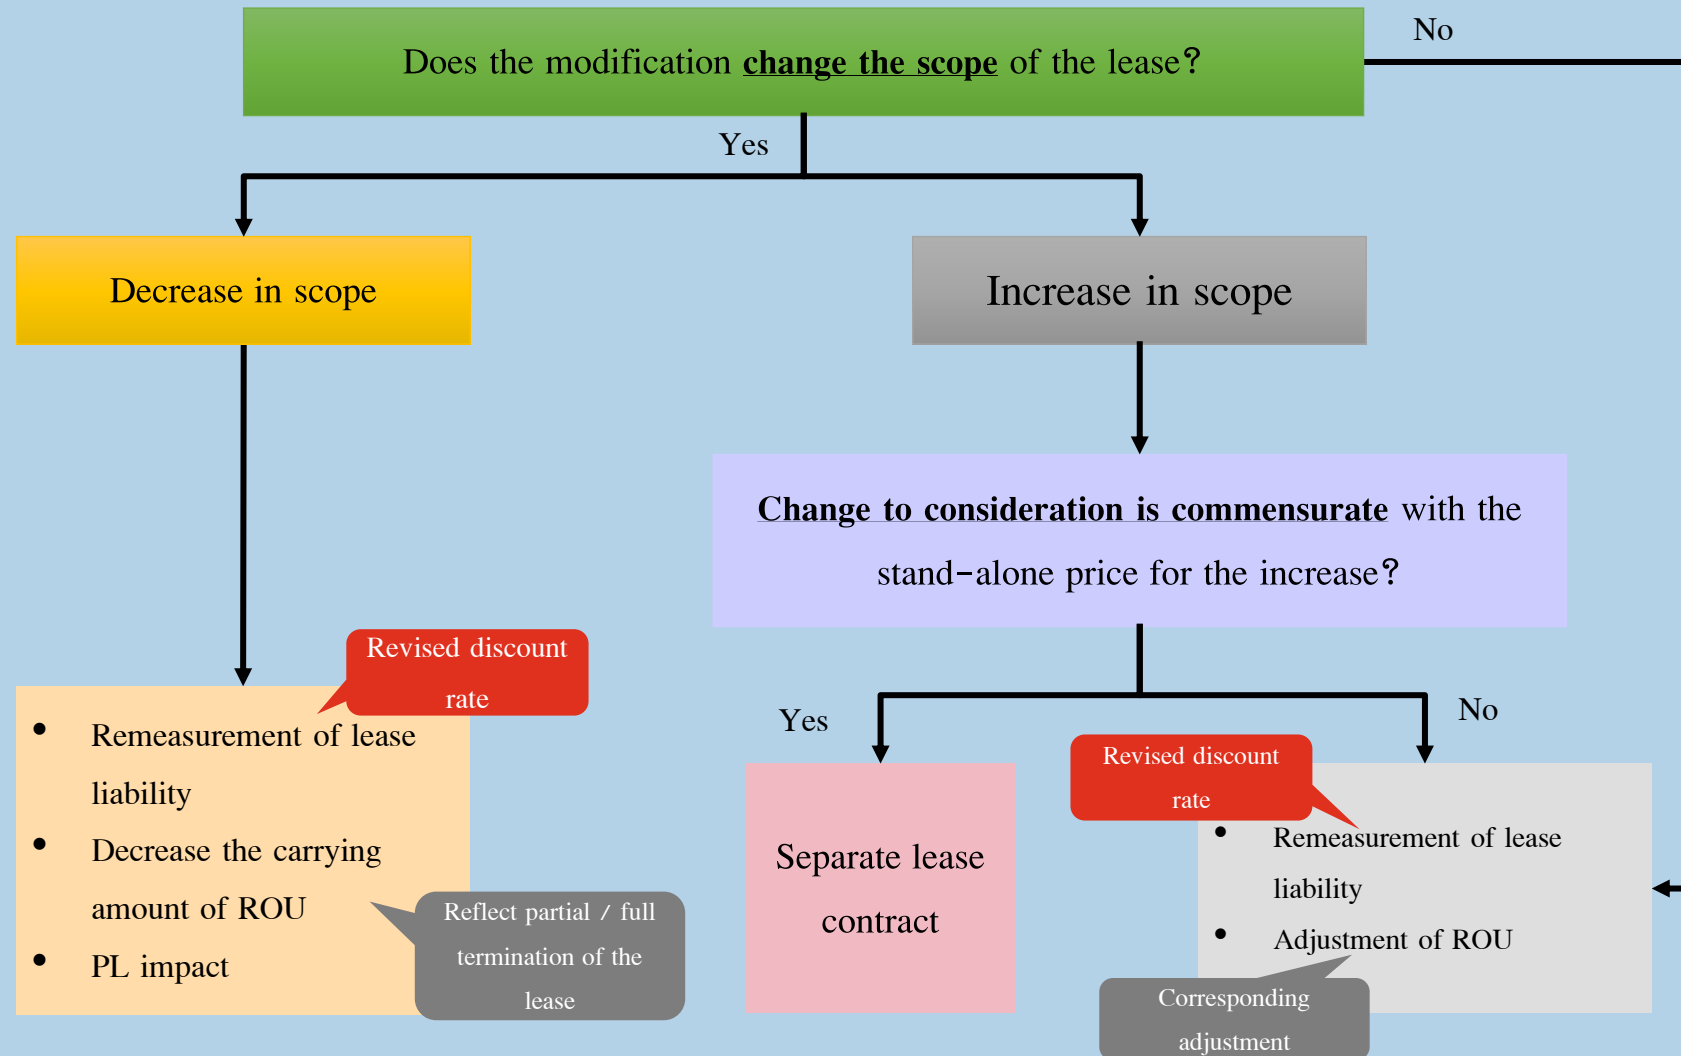 Does the modification change the scope of the lease?
No
Yes
Decrease in scope
Increase in scope
Change to consideration is commensurate with the
stand-alone price for the increase?
Revised discount
rate
• Remeasurement of lease
liability
• Decrease the carrying
amount of ROU
• PL impact
Reflect partial / full
termination of the
lease
Yes
No
Separate lease
contract
Revised discount
rate
• Remeasurement of lease
liability
• Adjustment of ROU
Corresponding
adjustment